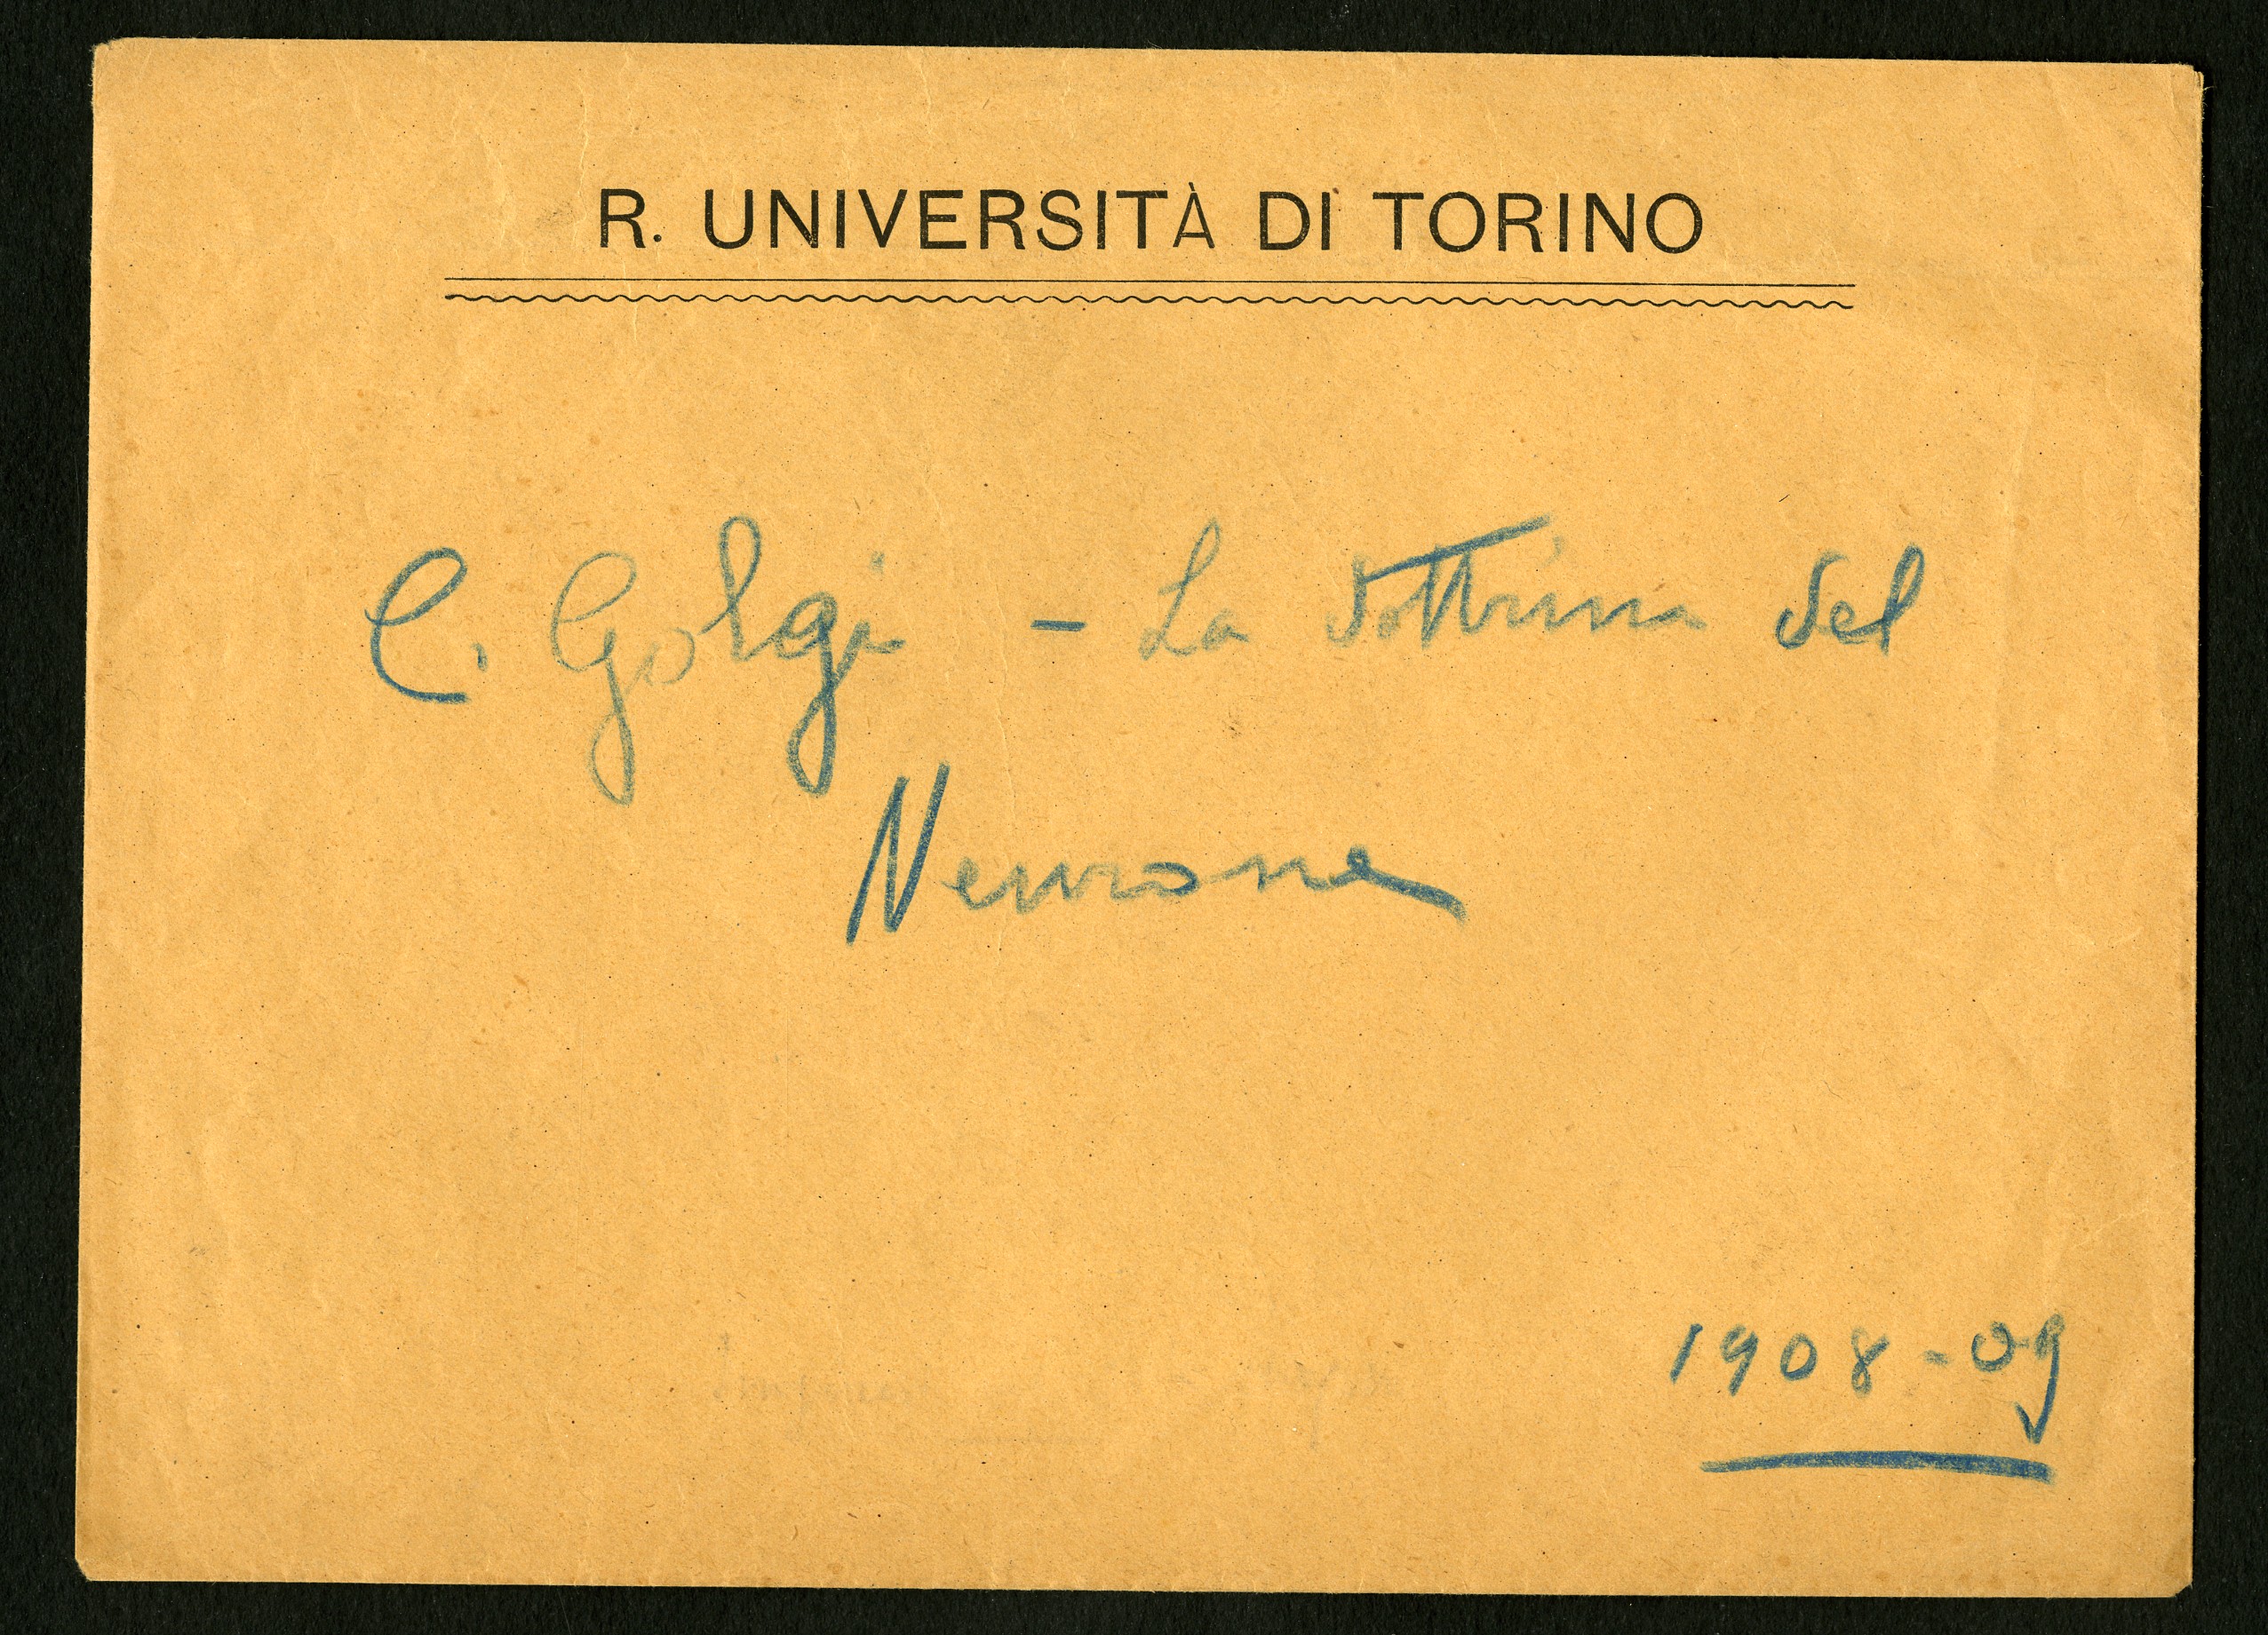 R. UNIVERSITÀ DI TORINO
C. Golgi - La dottrina del
Neurone
1908-09